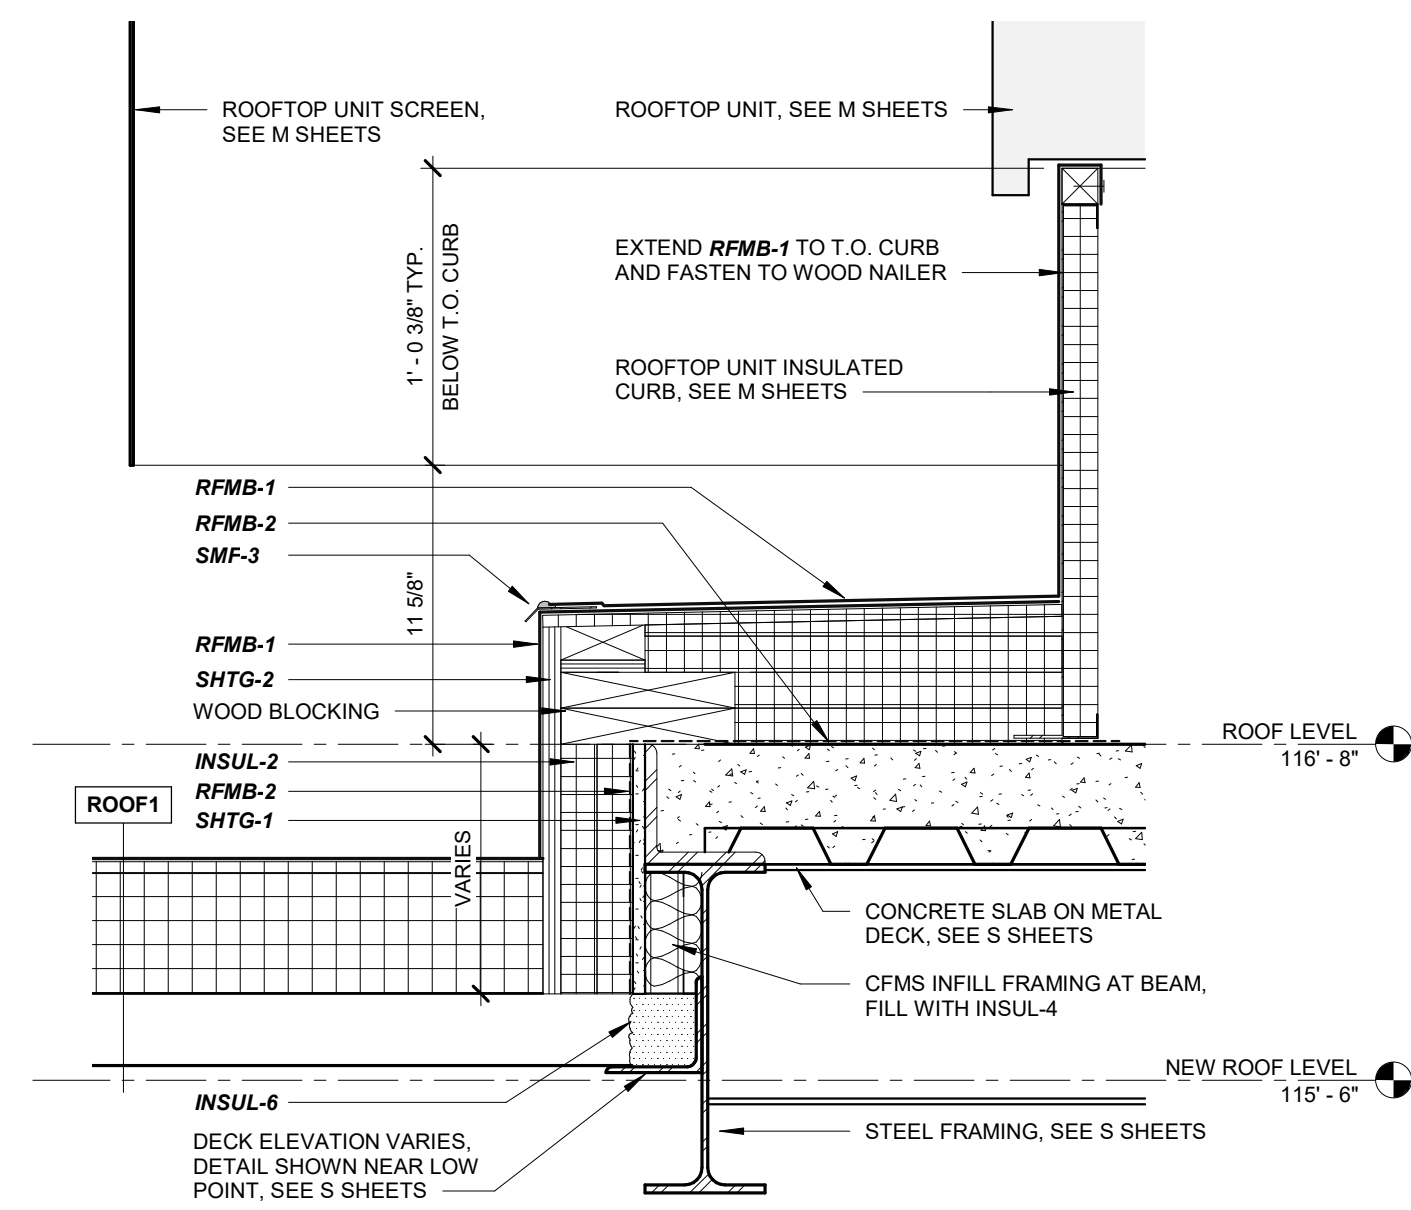 ROOFTOP UNIT SCREEN,
SEE M SHEETS
ROOFTOP UNIT, SEE M SHEETS
1' - 0 3/8" TYP.
BELOW T.O. CURB
EXTEND RFMB-1 TO T.O. CURB
AND FASTEN TO WOOD NAILER
ROOFTOP UNIT INSULATED
CURB, SEE M SHEETS
RFMB-1
RFMB-2
SMF-3
11 5/8"
RFMB-1
SHTG-2
WOOD BLOCKING
ROOF LEVEL
116' - 8"
INSUL-2
RFMB-2
SHTG-1
ROOF1
VARIES
CONCRETE SLAB ON METAL
DECK, SEE S SHEETS
CFMS INFILL FRAMING AT BEAM,
FILL WITH INSUL-4
NEW ROOF LEVEL
115' - 6"
INSUL-6
STEEL FRAMING, SEE S SHEETS
DECK ELEVATION VARIES,
DETAIL SHOWN NEAR LOW
POINT, SEE S SHEETS